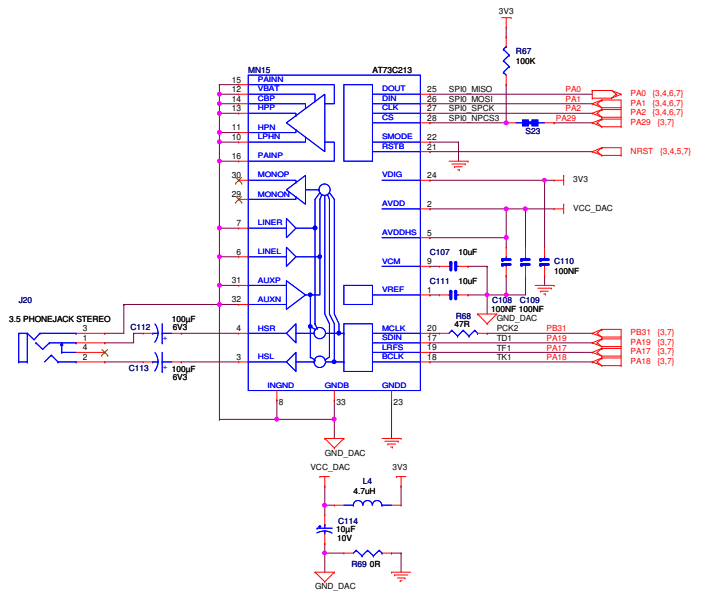 3V3
R67
100K
MN15
AT73C213
15 PAINN
12 VBAT
14 CBP
13 HPP
11 HPN
10 LPHN
16 PAINP
30 MONOP
29 MONON
7 LINER
6 LINEL
31 AUXP
32 AUXN
4 HSR
3 HSL
DOUT 25 SPI0_MISO PA0 PA0 {3,4,6,7}
DIN 26 SPI0_MOSI PA1 PA1 {3,4,6,7}
CLK 27 SPI0_SPCK PA2 PA2 {3,4,6,7}
CS 28 SPI0_NPCS3 S23 PA29 PA29 {3,7}
SMODE 22
RSTB 21 NRST {3,4,5,7}
VDIG 24 3V3
AVDD 2 VCC_DAC
AVDDHS 5
VCM 9 C107 10uF
VREF 1 C111 10uF
C110
100NF
C108 C109
100NF 100NF
GND_DAC
R68
47R
MCLK 20 PCK2 PB31 PB31 {3,7}
SDIN 17 TD1 PA19 PA19 {3,7}
LRFS 19 TF1 PA17 PA17 {3,7}
BCLK 18 TK1 PA18 PA18 {3,7}
J20
3.5 PHONEJACK STEREO
3
1
4
2
C112 100µF
6V3
C113 100µF
6V3
INGND GNDB GNDD
8 33 23
GND_DAC
VCC_DAC 3V3
L4
4.7uH
C114
10µF
10V
R69 0R
GND_DAC